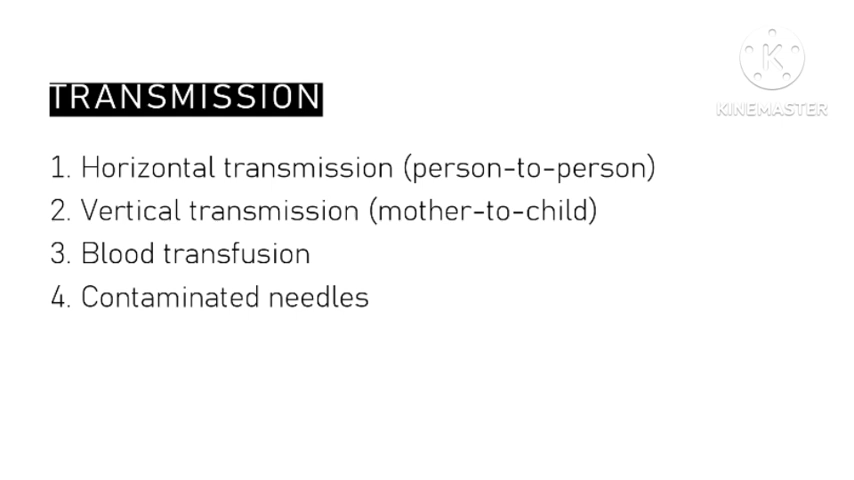 KINEMASTER
TRANSMISSION
1. Horizontal transmission (person-to-person)
2. Vertical transmission (mother-to-child)
3. Blood transfusion
4. Contaminated needles